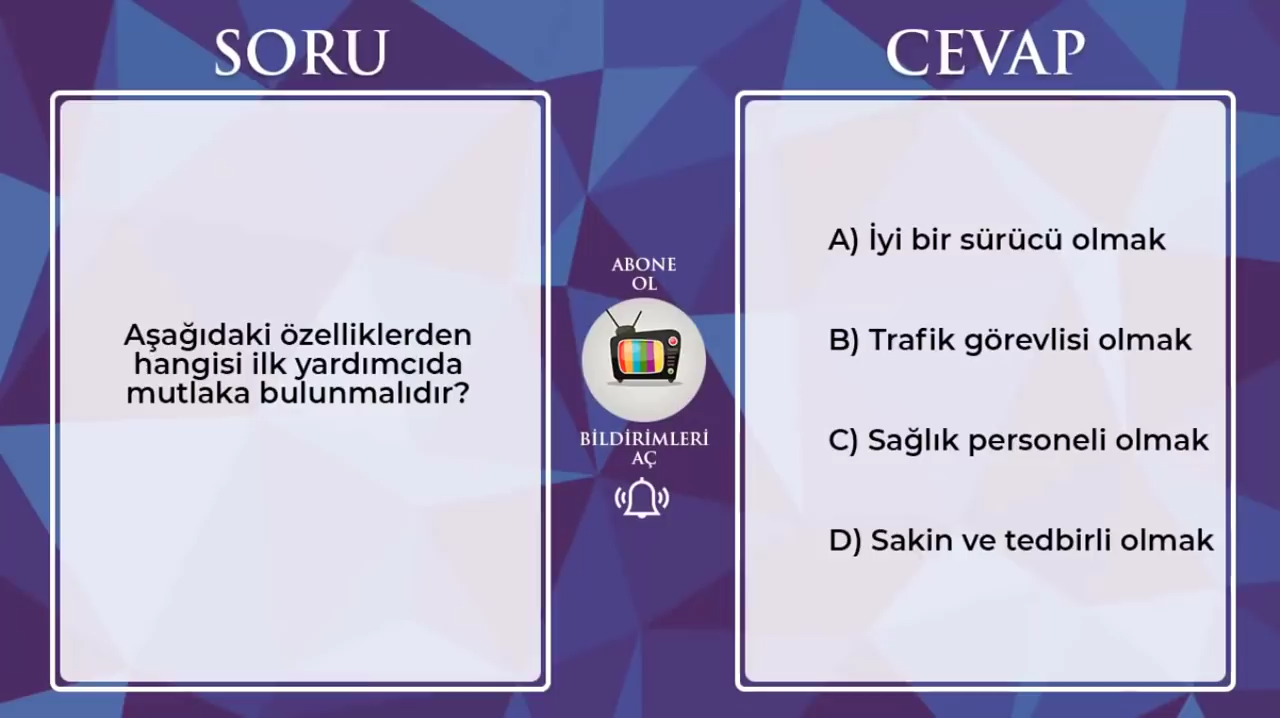 SORU
Aşağıdaki özelliklerden
hangisi ilk yardımcıda
mutlaka bulunmalıdır?
ABONE
OL
BİLDİRİMLERİ
AÇ
CEVAP
A) İyi bir sürücü olmak
B) Trafik görevlisi olmak
C) Sağlık personeli olmak
D) Sakin ve tedbirli olmak